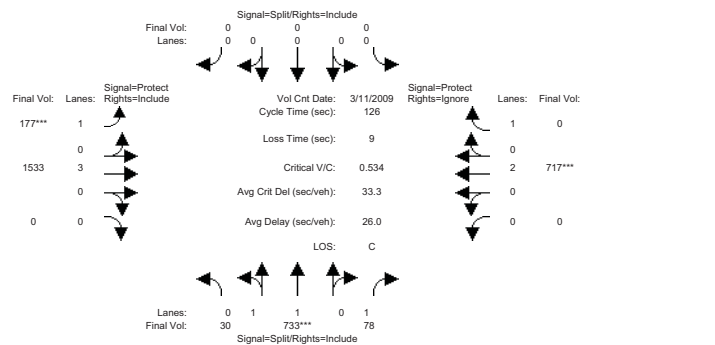 Signal=Split/Rights=Include
Final Vol: 0 0 0
Lanes: 0 0 0 0 0
Signal=Protect Signal=Protect
Final Vol: Lanes: Rights=Include Vol Cnt Date: 3/11/2009 Rights=Ignore Lanes: Final Vol:
Cycle Time (sec): 126
177*** 1 1 0
Loss Time (sec): 9
0 0
1533 3 Critical V/C: 0.534 2 717***
0 Avg Crit Del (sec/veh): 33.3 0
0 0 Avg Delay (sec/veh): 26.0 0 0
LOS: C
Lanes: 0 1 1 0 1
Final Vol: 30 733*** 78
Signal=Split/Rights=Include